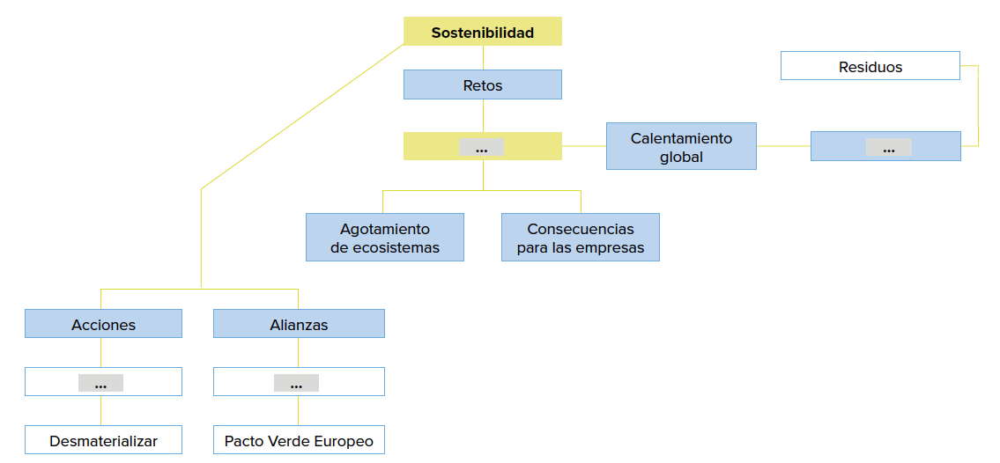 Sostenibilidad
Retos
Residuos
...
Calentamiento
global
...
Agotamiento
de ecosistemas
Consecuencias
para las empresas
Acciones
Alianzas
...
...
Desmaterializar
Pacto Verde Europeo